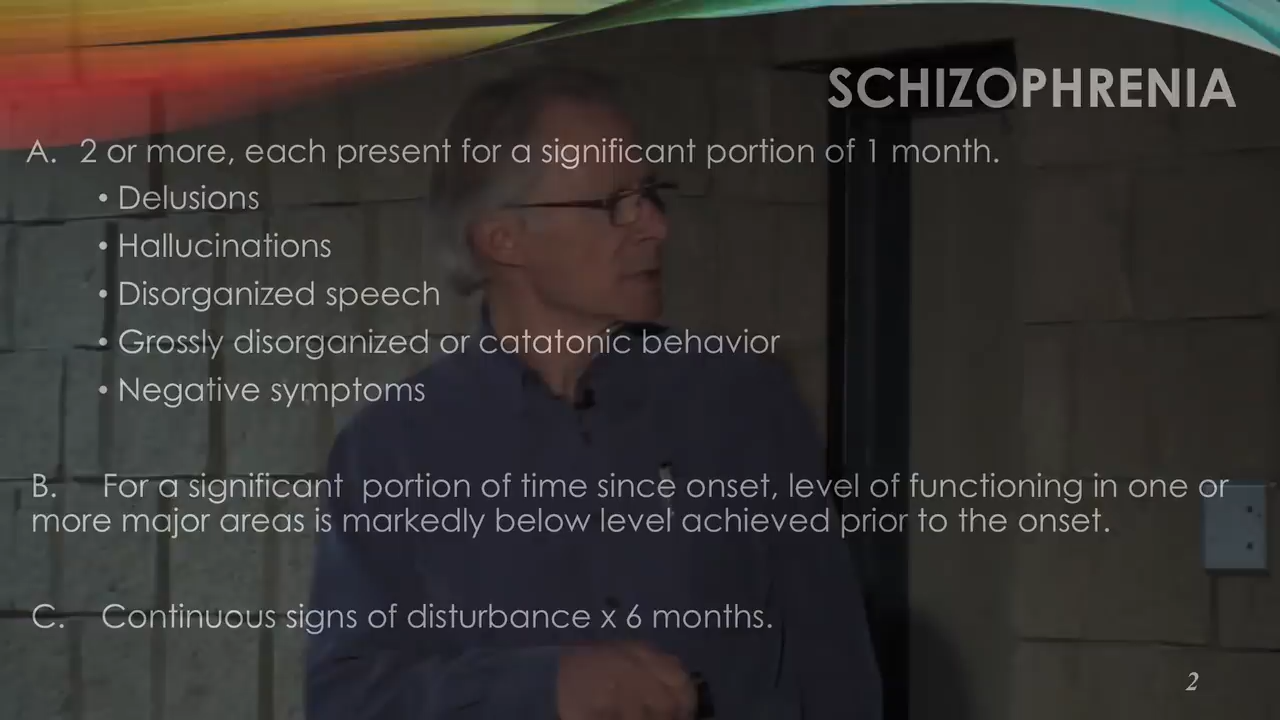 SCHIZOPHRENIA
A. 2 or more, each present for a significant portion of 1 month.
• Delusions
• Hallucinations
• Disorganized speech
• Grossly disorganized or catatonic behavior
• Negative symptoms
B. For a significant portion of time since onset, level of functioning in one or
more major areas is markedly below level achieved prior to the onset.
C. Continuous signs of disturbance x 6 months.
2